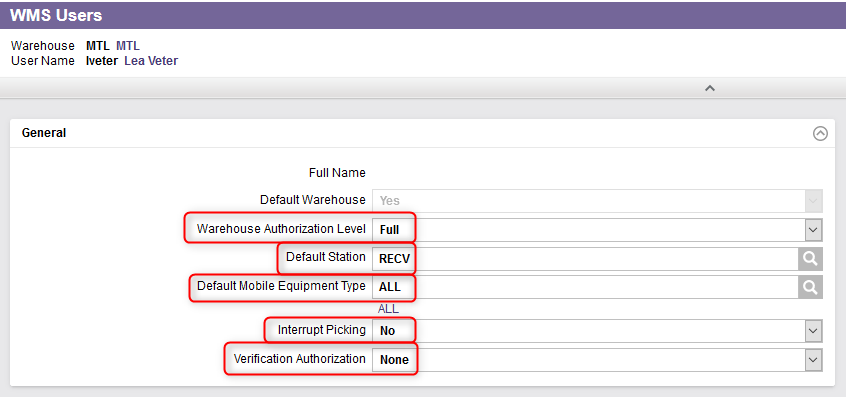 WMS Users
Warehouse MTL MTL
User Name lveter Lea Veter
General
Full Name
Default Warehouse Yes
Warehouse Authorization Level Full
Default Station RECV
Default Mobile Equipment Type ALL
ALL
Interrupt Picking No
Verification Authorization None